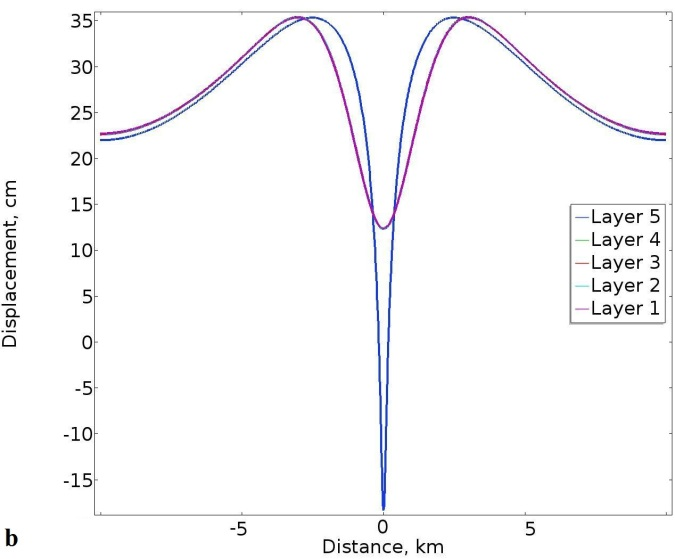 35
30
25
20
15
10
5
0
-5
-10
-15
Displacement, cm
Layer 5
Layer 4
Layer 3
Layer 2
Layer 1
-5 0 5
Distance, km
b